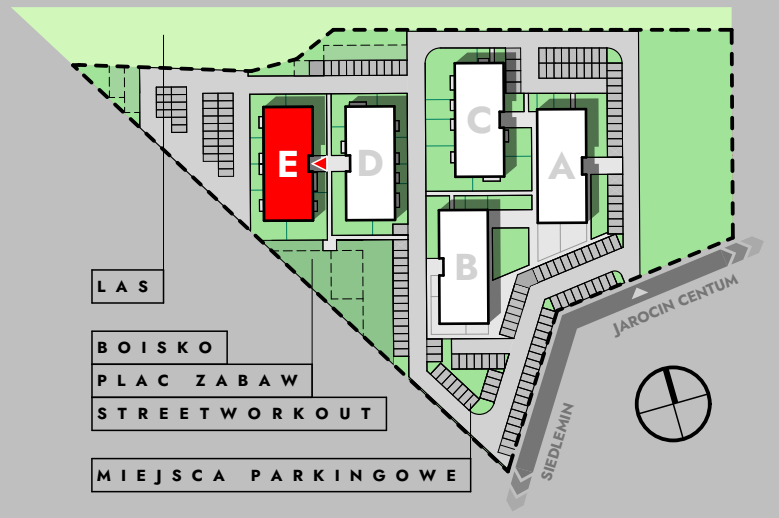 C
E
D
A
B
LAS
JAROCIN CENTUM
BOISKO
PLAC ZABAW
STREETWORKOUT
SIEDLEMIN
MIEJSCA PARKINGOWE